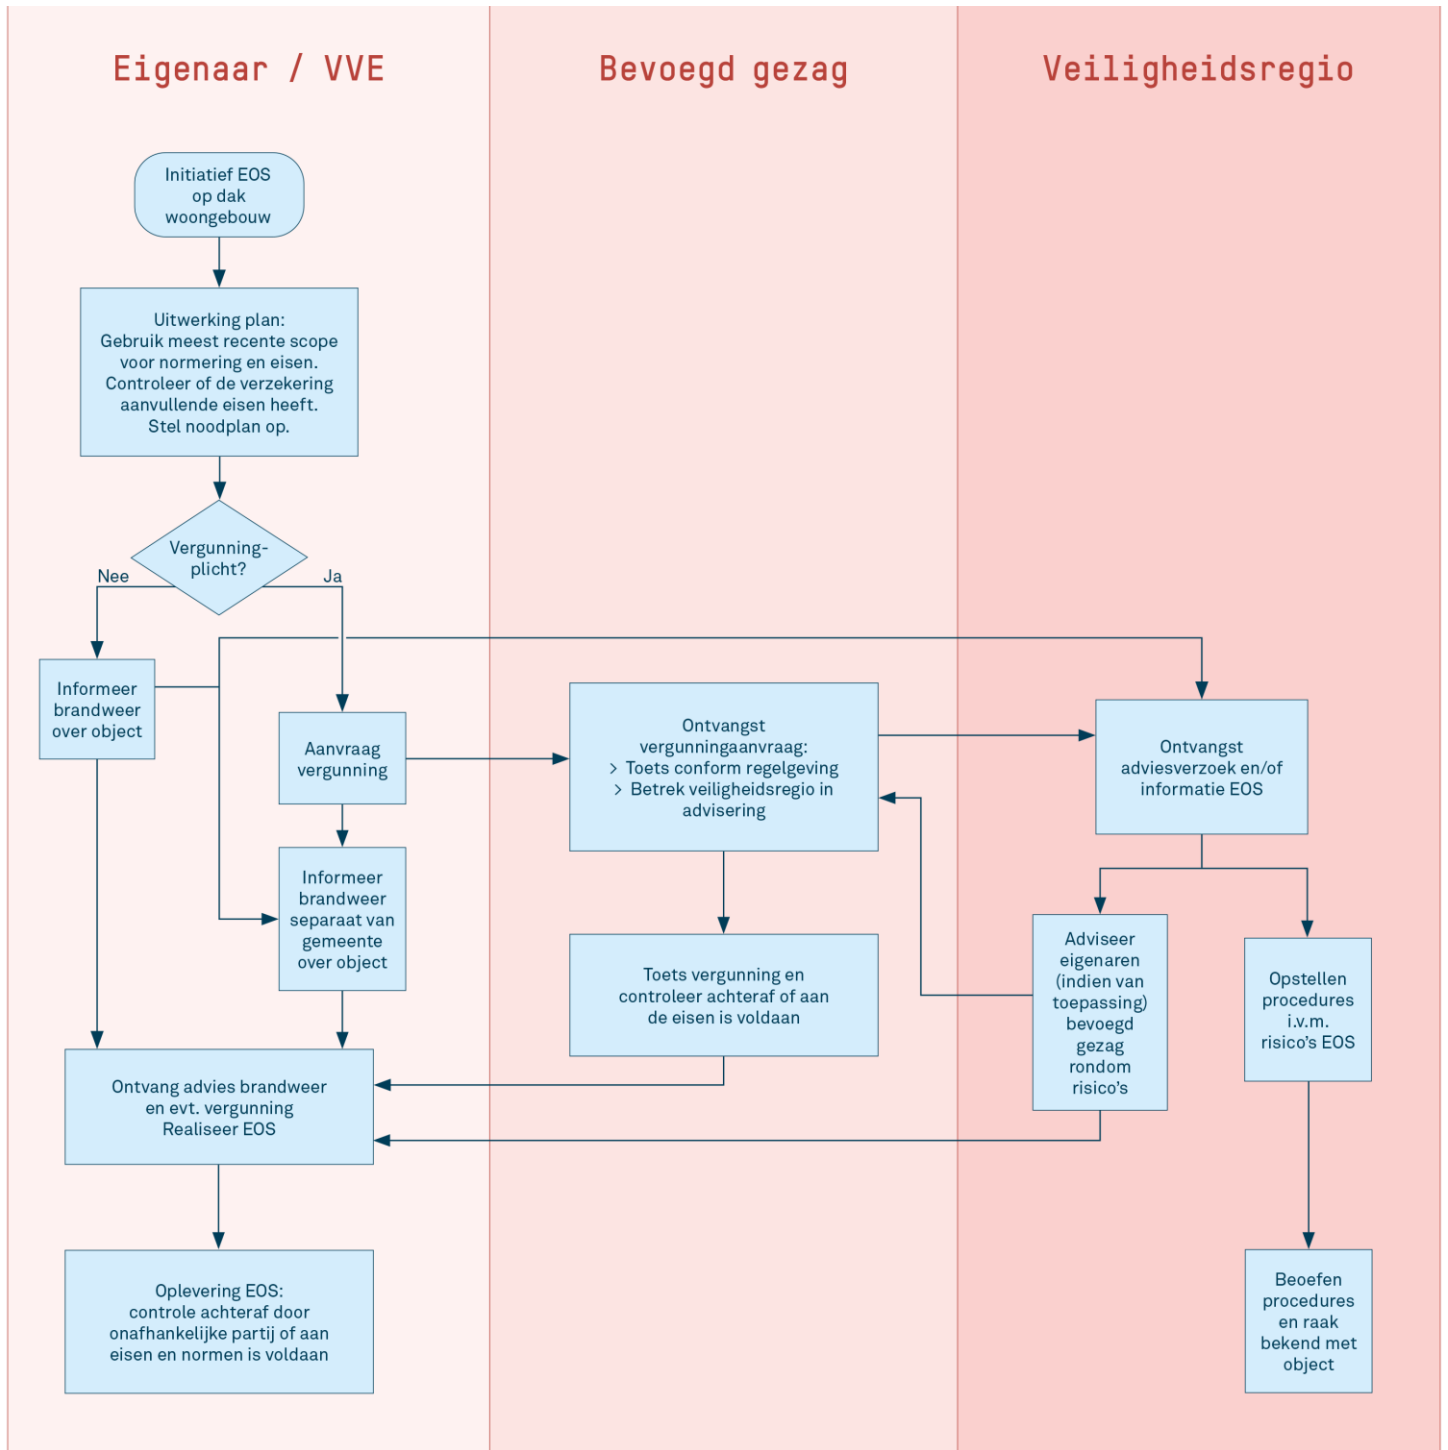 Eigenaar / VVE
Bevoegd gezag
Veiligheidsregio
Initiatief EOS
op dak
woongebouw
Uitwerking plan:
Gebruik meest recente scope
voor normering en eisen.
Controleer of de verzekering
aanvullende eisen heeft.
Stel noodplan op.
Vergunning-
plicht?
Nee
Ja
Informeer
brandweer
over object
Aanvraag
vergunning
Informeer
brandweer
separaat van
gemeente
over object
Ontvang advies brandweer
en evt. vergunning
Realiseer EOS
Oplevering EOS:
controle achteraf door
onafhankelijke partij of aan
eisen en normen is voldaan
Ontvangst
vergunningaanvraag:
> Toets conform regelgeving
> Betrek veiligheidsregio in
advisering
Toets vergunning en
controleer achteraf of aan
de eisen is voldaan
Ontvangst
adviesverzoek en/of
informatie EOS
Adviseer
eigenaren
(indien van
toepassing)
bevoegd
gezag
rondom
risico’s
Opstellen
procedures
i.v.m.
risico’s EOS
Beoefen
procedures
en raak
bekend met
object